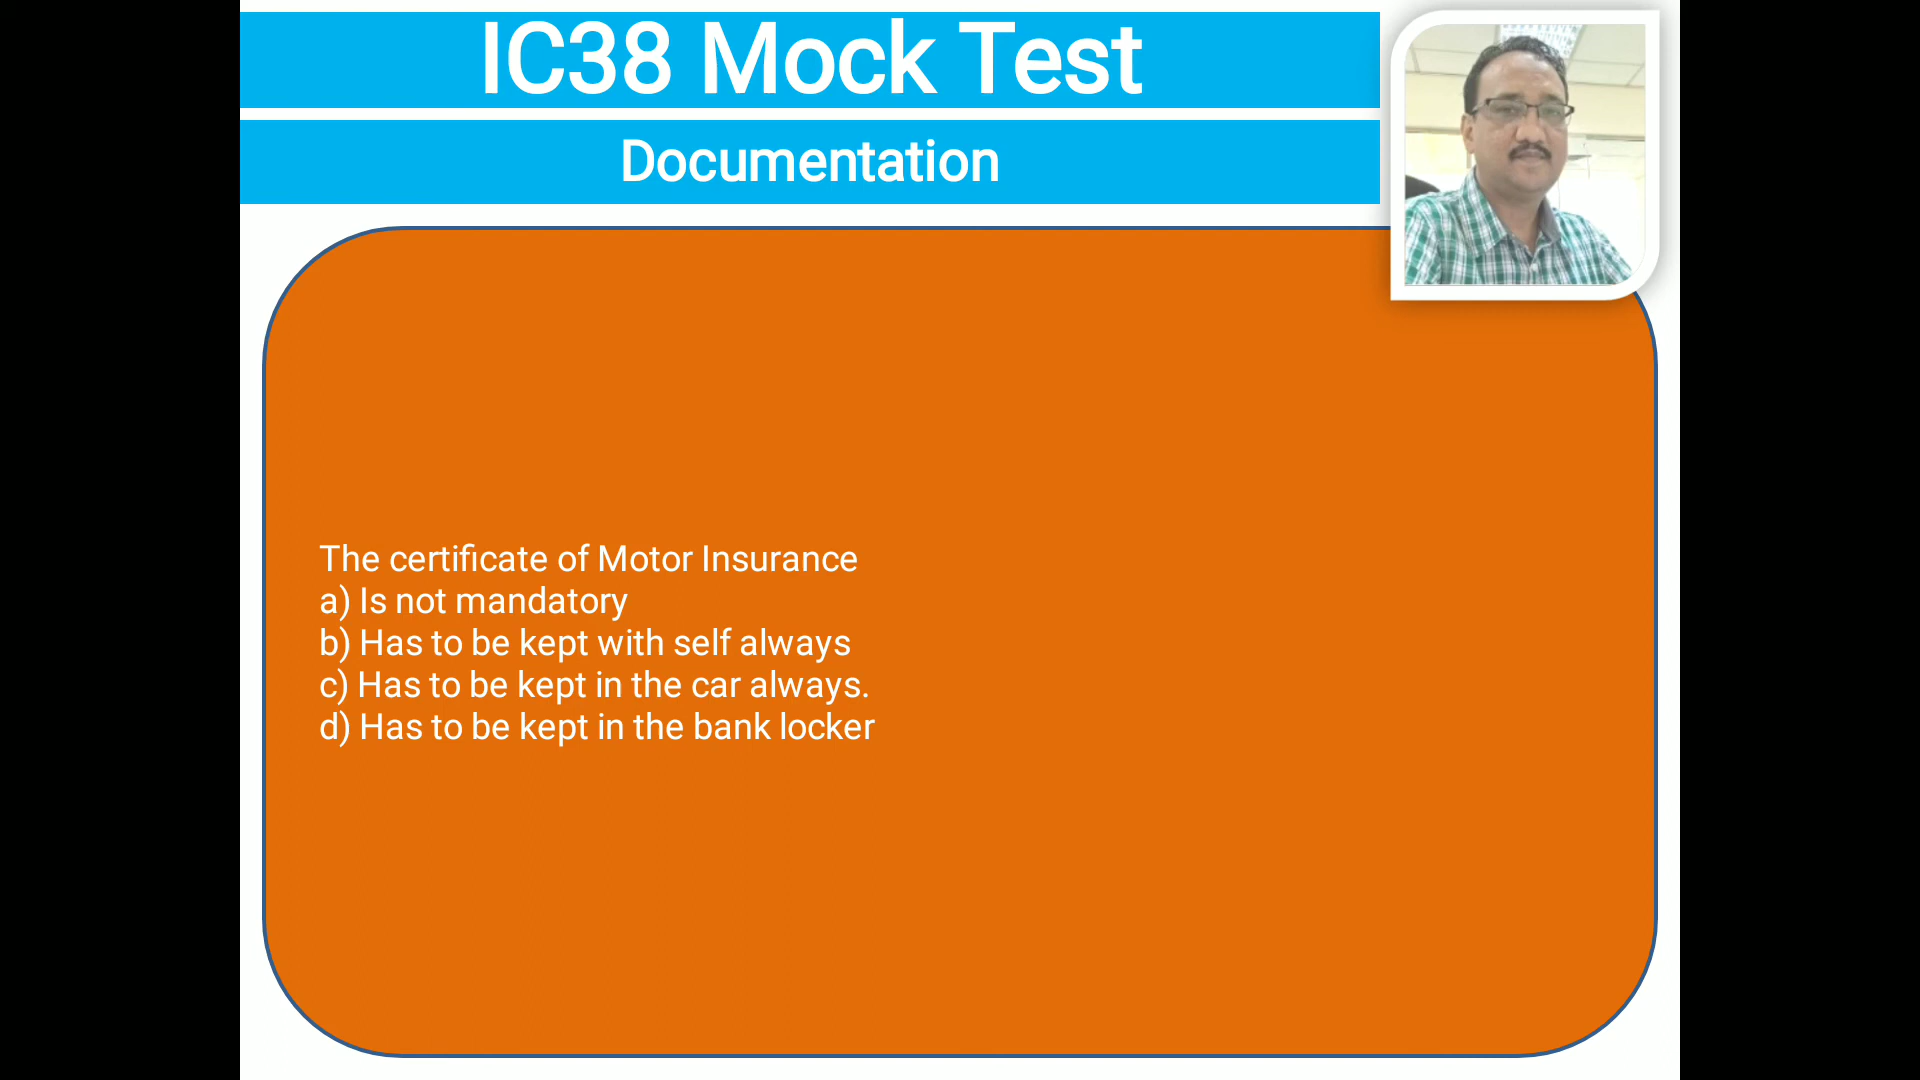 IC38 Mock Test
Documentation
The certificate of Motor Insurance
a) Is not mandatory
b) Has to be kept with self always
c) Has to be kept in the car always.
d) Has to be kept in the bank locker